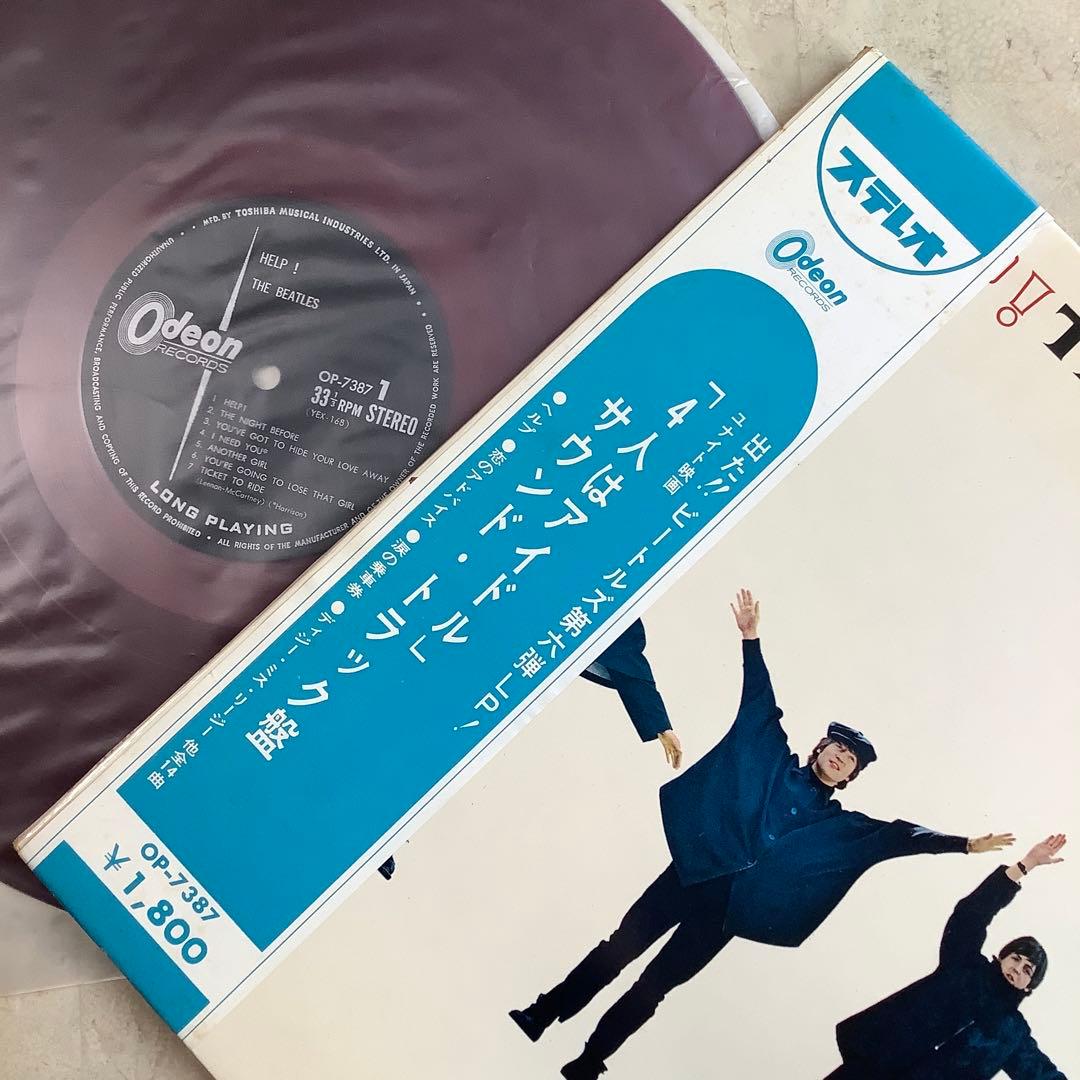 MFD. BY TOSHIBA MUSICAL INDUSTRIES LTD. IN JAPAN
HELP !
THE BEATLES
Odeon
RECORDS
OP-7387 1
33 1/3 RPM STEREO
(YEX-168)
1 HELP!
2. THE NIGHT BEFORE
3. YOU'VE GOT TO HIDE YOUR LOVE AWAY
4. I NEED YOU*
5. ANOTHER GIRL
6. YOU'RE GOING TO LOSE THAT GIRL
7 TICKET TO RIDE
(Lennon-McCartney) (*Harrison)
LONG PLAYING
UNAUTHORIZED PUBLIC PERFORMANCE, BROADCASTING AND COPYING OF THIS RECORD PROHIBITED • ALL RIGHTS OF THE MANUFACTURER AND OF THE OWNER OF THE RECORDED WORK ARE RESERVED
ステレオ
Odeon
RECORDS
出た!! ビートルズ第六弾LP!
ユナイト映画
「4人はアイドル」
サウンド・トラック盤
●ヘルプ ●恋のアドバイス ●涙の乗車券 ●ディジー・ミス・リージー 他全14曲
OP-7387
¥1,800
!